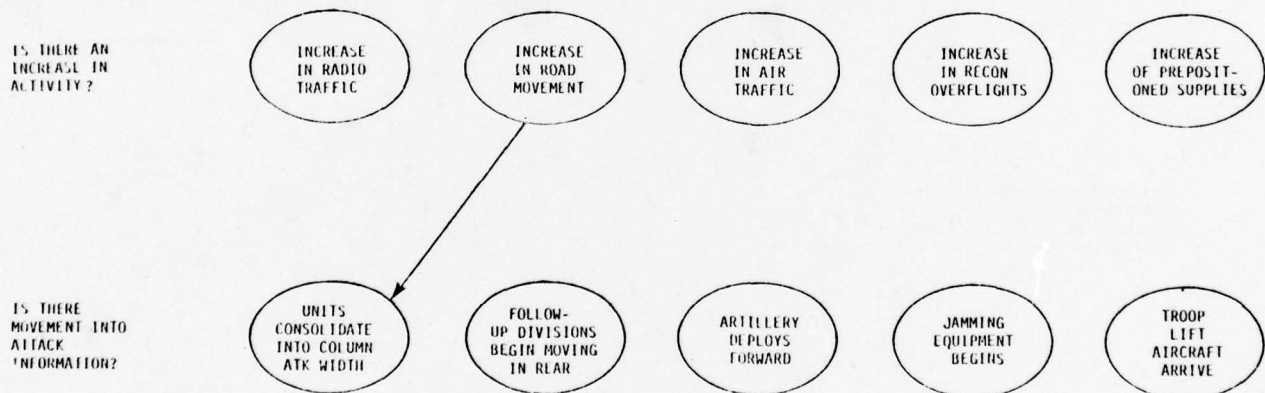 IS THERE AN
INCREASE IN
ACTIVITY?
INCREASE
IN RADIO
TRAFFIC
INCREASE
IN ROAD
MOVEMENT
INCREASE
IN AIR
TRAFFIC
INCREASE
IN RECON
OVERFLIGHTS
INCREASE
OF PREPOSIT-
ONED SUPPLIES
IS THERE
MOVEMENT INTO
ATTACK
INFORMATION?
UNITS
CONSOLIDATE
INTO COLUMN
ATK WIDTH
FOLLOW-
UP DIVISIONS
BEGIN MOVING
IN REAR
ARTILLERY
DEPLOYS
FORWARD
JAMMING
EQUIPMENT
BEGINS
TROOP
LIFT
AIRCRAFT
ARRIVE